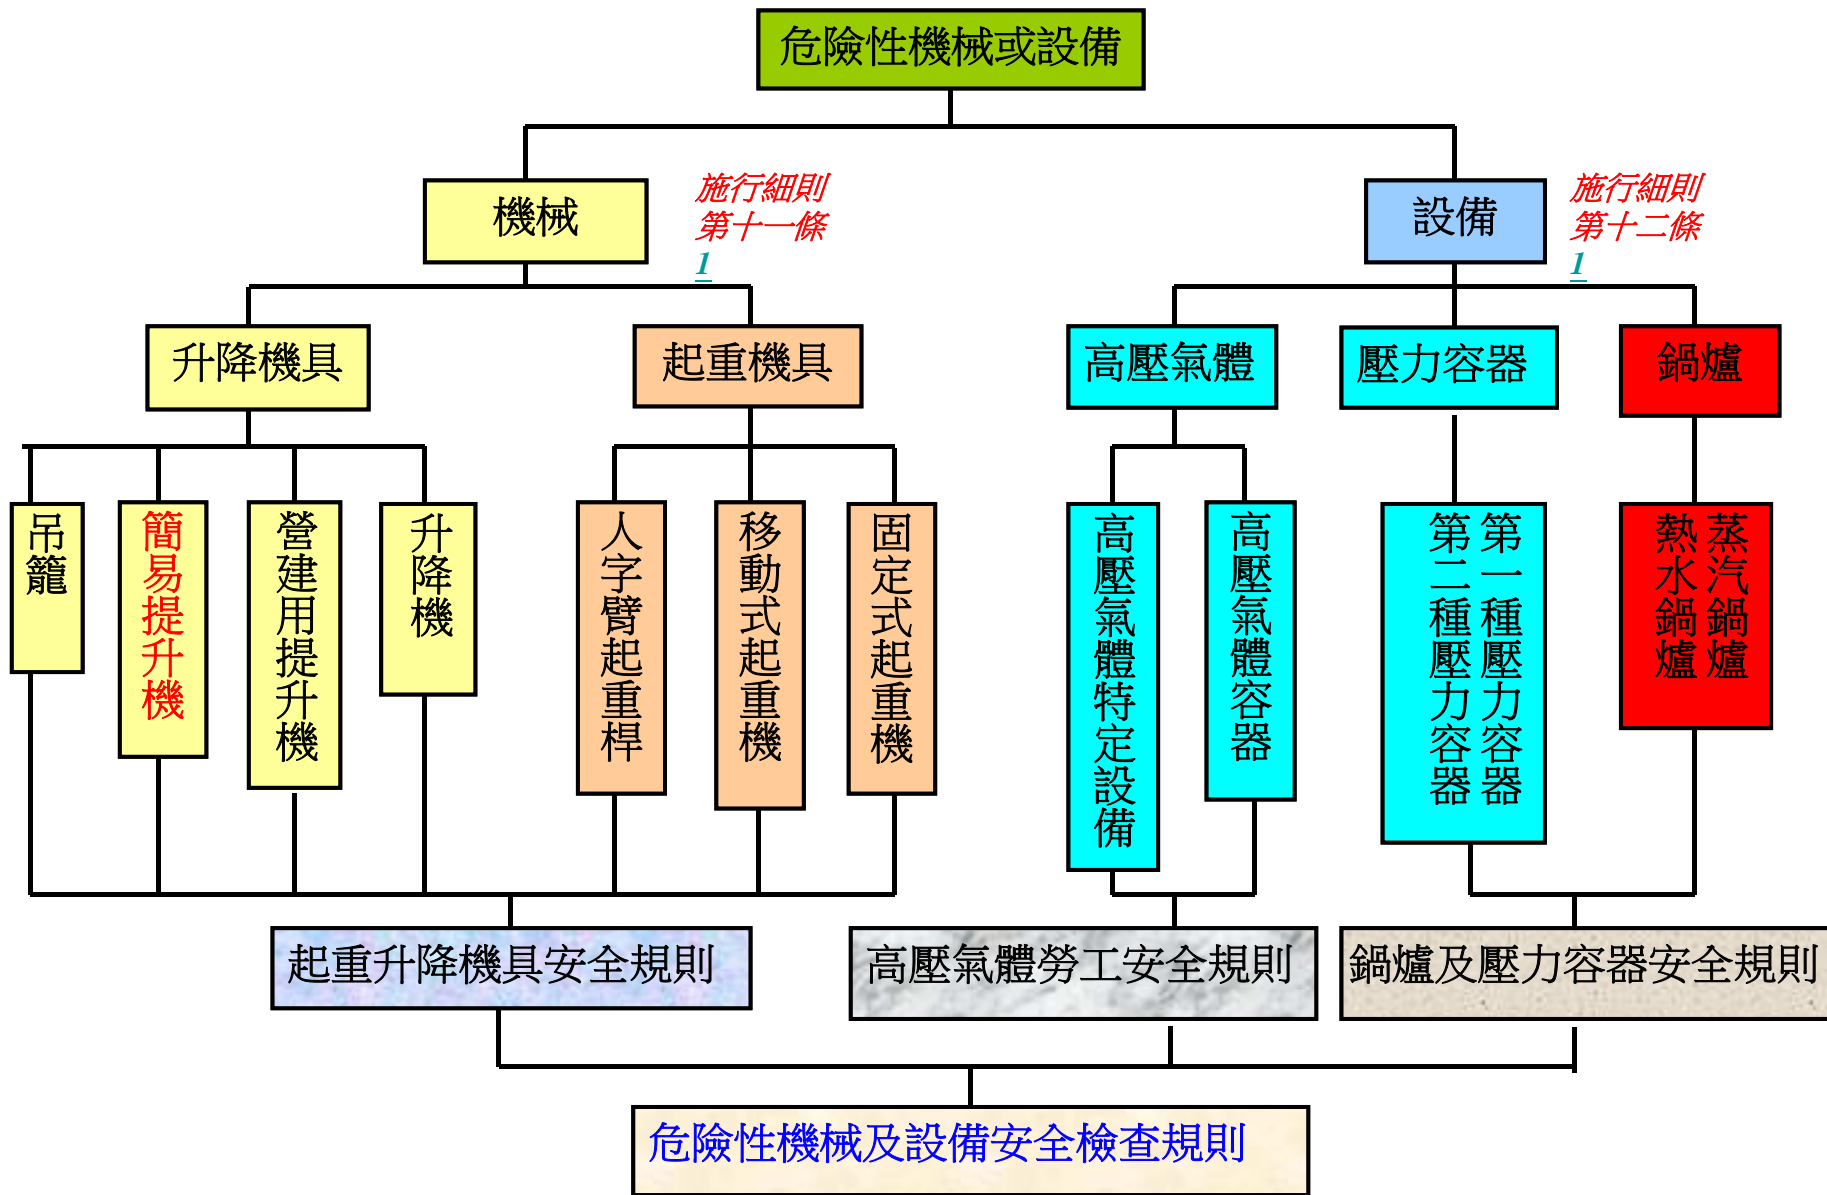 危險性機械或設備
機械
施行細則
第十一條
1
設備
施行細則
第十二條
1
升降機具
起重機具
高壓氣體
壓力容器
鍋爐
吊籠
簡易提升機
營建用提升機
升降機
人字臂起重桿
移動式起重機
固定式起重機
高壓氣體特定設備
高壓氣體容器
第一種壓力容器
第二種壓力容器
蒸汽鍋爐
熱水鍋爐
起重升降機具安全規則
高壓氣體勞工安全規則
鍋爐及壓力容器安全規則
危險性機械及設備安全檢查規則